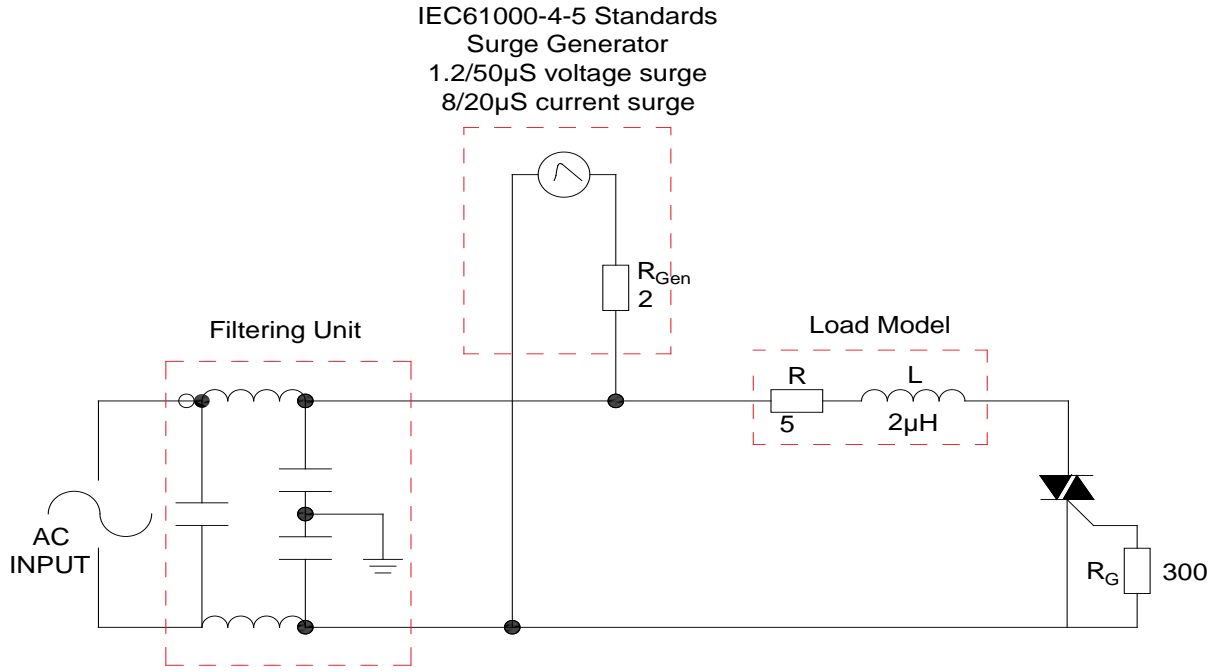 IEC61000-4-5 Standards
Surge Generator
1.2/50µS voltage surge
8/20µS current surge
RGen
2
Filtering Unit
Load Model
R
L
5
2µH
AC
INPUT
RG
300